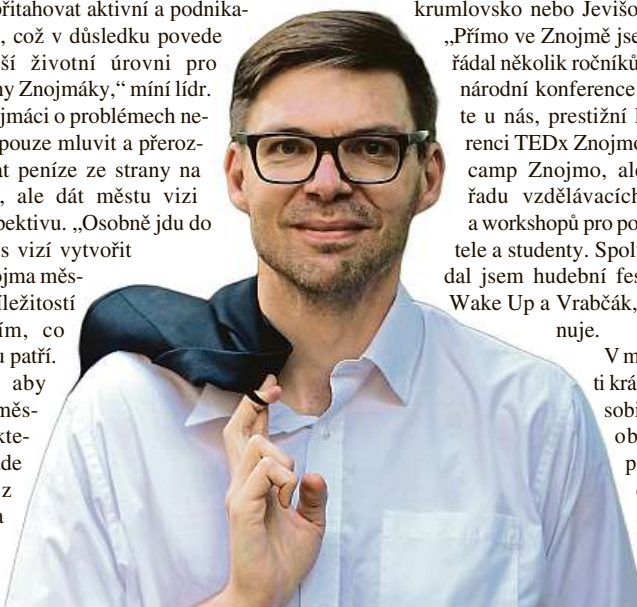 přitahovat aktivní a podnika-
, což v důsledku povede
ší životní úrovni pro
ny Znojmáky,“ míní lídr.
jmáci o problémech ne-
pouze mluvit a přeroz-
at peníze ze strany na
, ale dát městu vizi
pektivu. „Osobně jdu do
s vizí vytvořit
ojma měs-
íležitostí
ím, co
u patří.
aby
měs-
kte-
de
z
a
krumlovsko nebo Jevišo
„Přímo ve Znojmě jse
řádal několik ročníků
národní konference
te u nás, prestižní l
renci TEDx Znojmo
camp Znojmo, ale
řadu vzdělávacích
a workshopů pro po
tele a studenty. Spol
dal jsem hudební fes
Wake Up a Vrabčák,
nuje.
V m
ti krá
sobi
ob
p